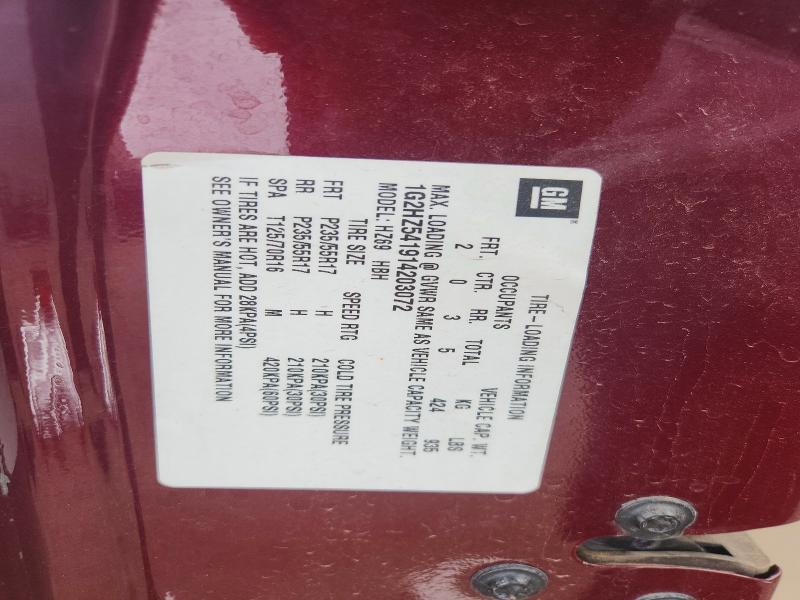 GM
TIRE-LOADING INFORMATION
OCCUPANTS VEHICLE CAP. WT.
FRT. CTR. RR. TOTAL KG LBS
2 0 3 5 424 935
MAX. LOADING @ GVWR SAME AS VEHICLE CAPACITY WEIGHT.
1G2HZ541914203072
MODEL: HZ69 HBH
TIRE SIZE SPEED RTG COLD TIRE PRESSURE
FRT P235/55R17 H 210KPA(30PSI)
RR P235/55R17 H 210KPA(30PSI)
SPA T125/70R16 M 420KPA(60PSI)
IF TIRES ARE HOT, ADD 28KPA(4PSI)
SEE OWNER'S MANUAL FOR MORE INFORMATION